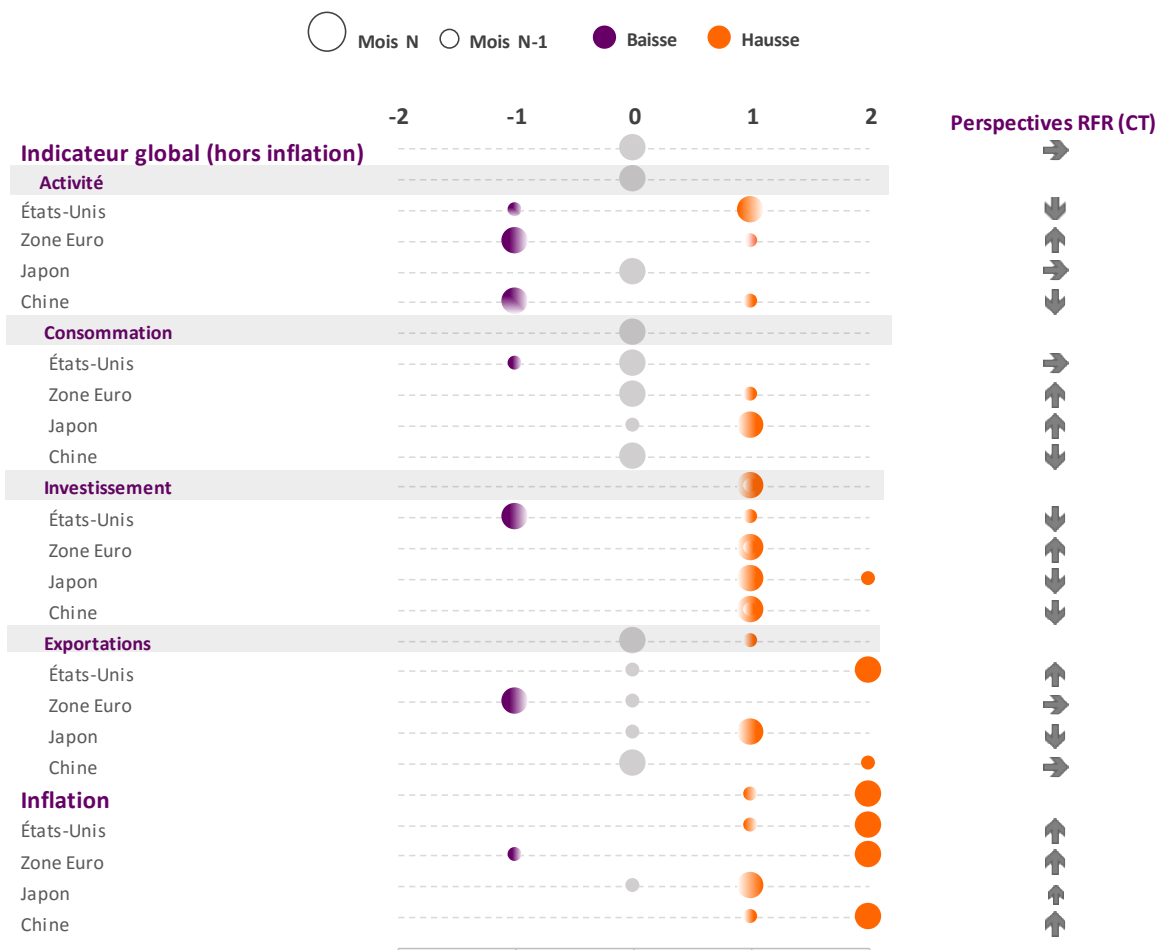 Mois N Mois N-1 Baisse Hausse
-2 -1 0 1 2 Perspectives RFR (CT)
Indicateur global (hors inflation)
Activité
États-Unis
Zone Euro
Japon
Chine
Consommation
États-Unis
Zone Euro
Japon
Chine
Investissement
États-Unis
Zone Euro
Japon
Chine
Exportations
États-Unis
Zone Euro
Japon
Chine
Inflation
États-Unis
Zone Euro
Japon
Chine